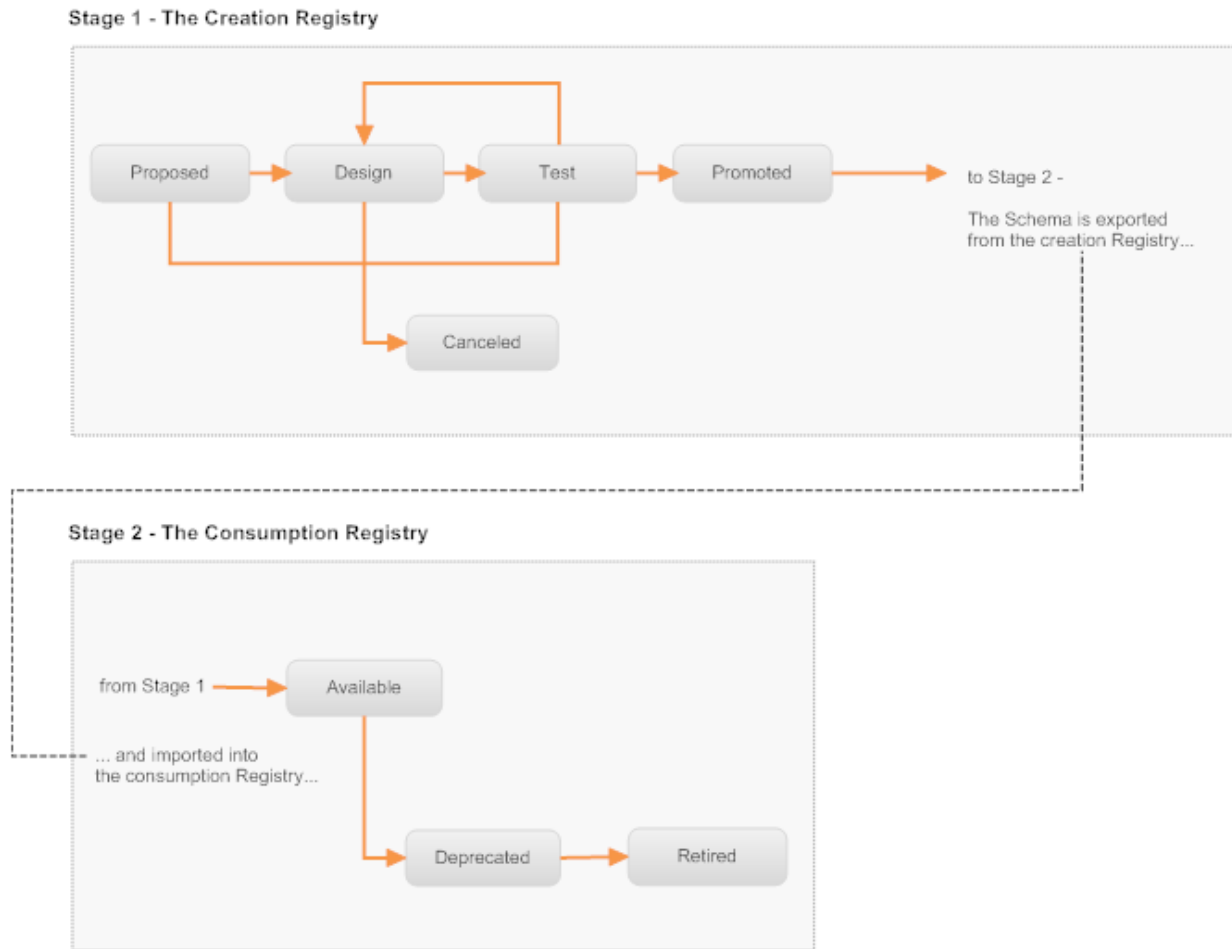 Stage 1 - The Creation Registry
Proposed
Design
Test
Promoted
to Stage 2 -
The Schema is exported
from the creation Registry...
Canceled
Stage 2 - The Consumption Registry
from Stage 1
Available
... and imported into
the consumption Registry...
Deprecated
Retired